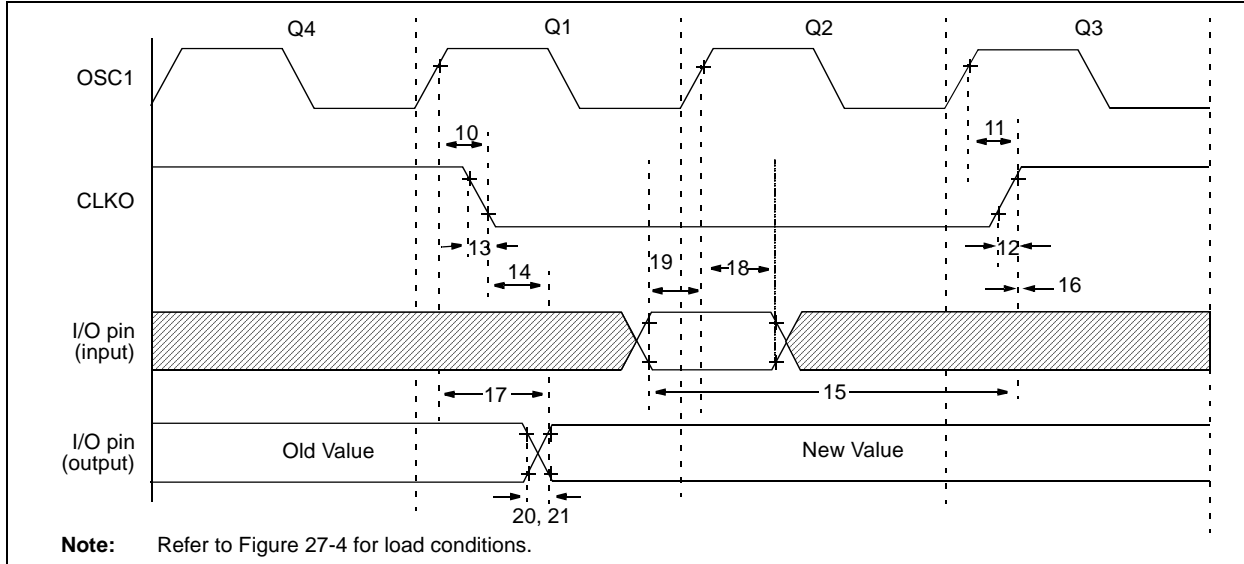 Q4 Q1 Q2 Q3
OSC1
10 11
CLKO
13 12
14 19 18 16
I/O pin
(input)
17 15
I/O pin
(output)
Old Value New Value
20, 21
Note: Refer to Figure 27-4 for load conditions.